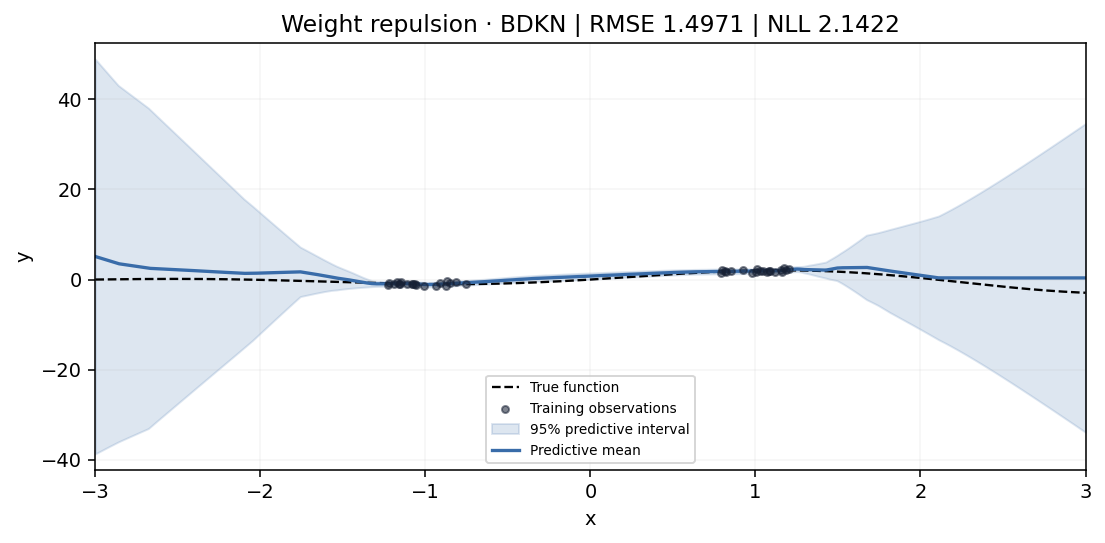 Weight repulsion · BDKN | RMSE 1.4971 | NLL 2.1422
y
40
20
0
−20
−40
True function
Training observations
95% predictive interval
Predictive mean
−3 −2 −1 0 1 2 3
x